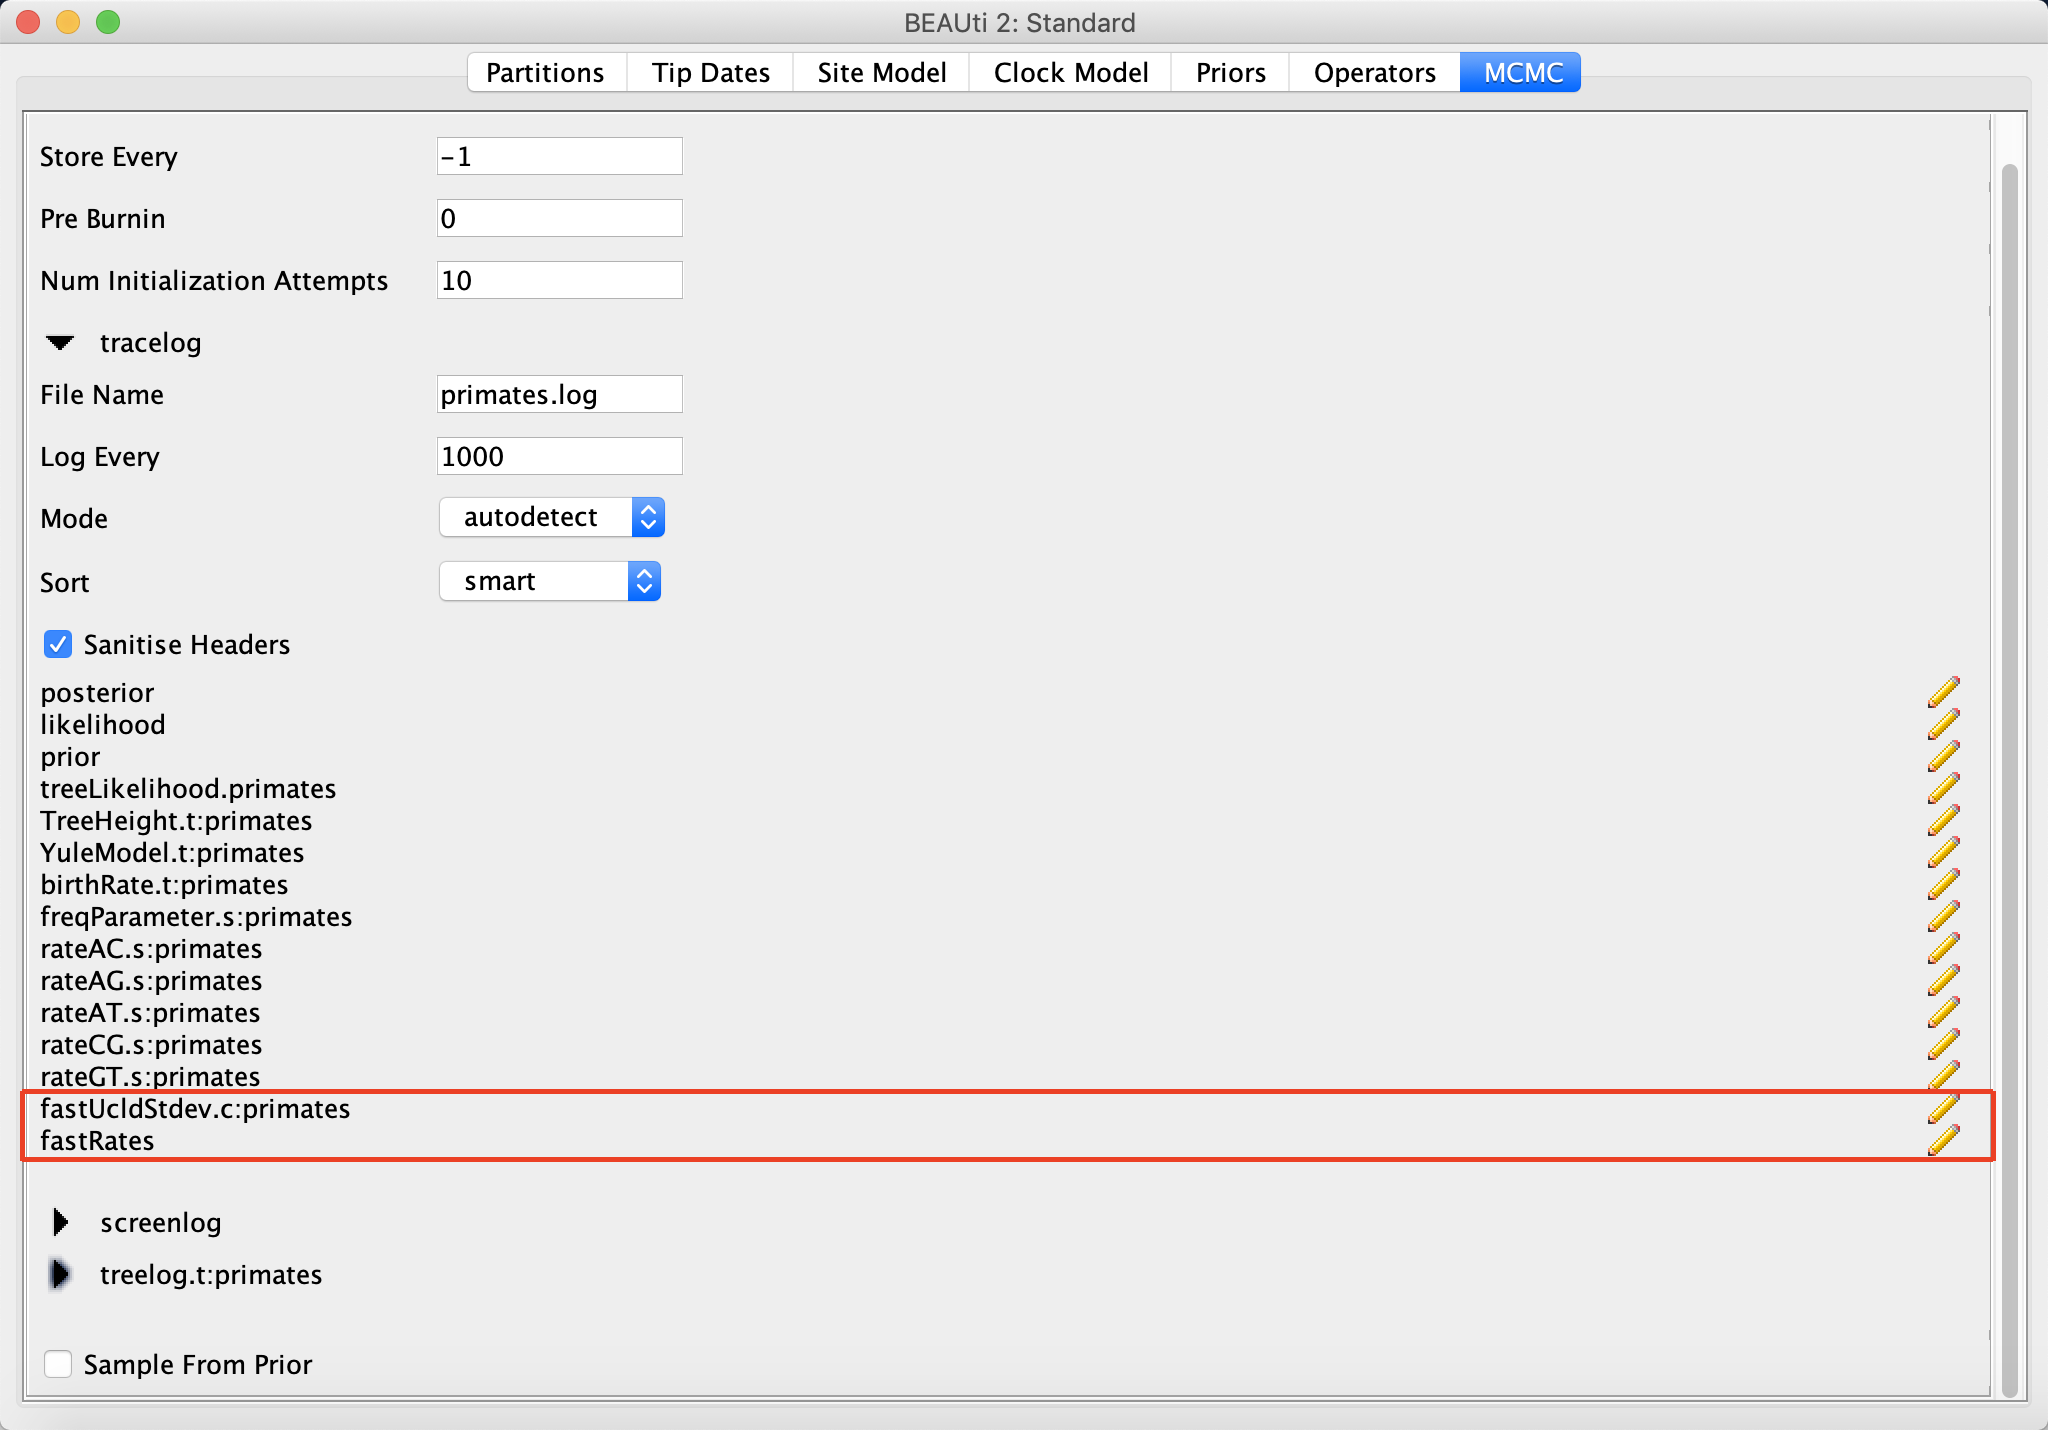 BEAUti 2: Standard
Partitions Tip Dates Site Model Clock Model Priors Operators MCMC
Store Every -1
Pre Burnin 0
Num Initialization Attempts 10
tracelog
File Name primates.log
Log Every 1000
Mode autodetect
Sort smart
Sanitise Headers
posterior
likelihood
prior
treeLikelihood.primates
TreeHeight.t:primates
YuleModel.t:primates
birthRate.t:primates
freqParameter.s:primates
rateAC.s:primates
rateAG.s:primates
rateAT.s:primates
rateCG.s:primates
rateGT.s:primates
fastUcldStdev.c:primates
fastRates
screenlog
treelog.t:primates
Sample From Prior